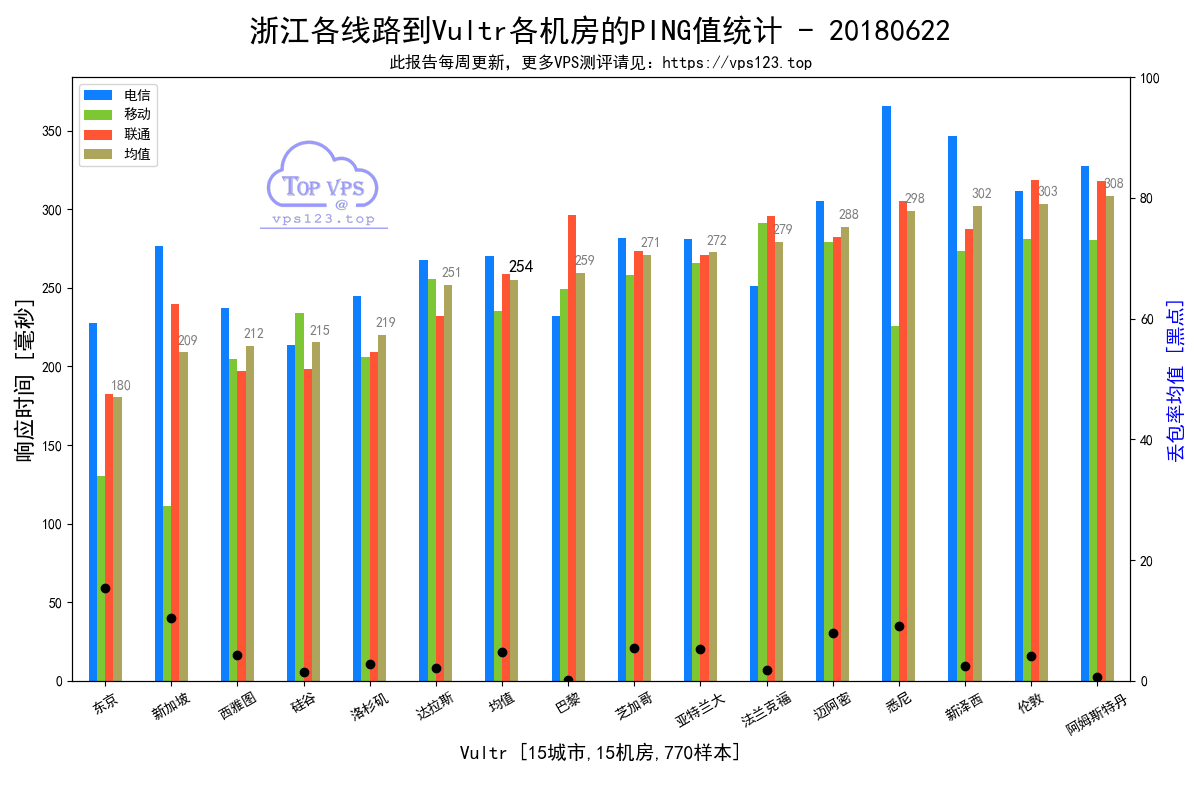 浙江各线路到Vultr各机房的PING值统计 - 20180622
此报告每周更新，更多VPS测评请见：https://vps123.top
电信
移动
联通
均值
TOP VPS
@
vps123.top
响应时间 [毫秒]
350
300
250
200
150
100
50
0
180
209
212
215
219
251
254
259
271
272
279
288
298
302
303
308
100
80
60
40
20
0
丢包率均值 [黑点]
东京
新加坡
西雅图
硅谷
洛杉矶
达拉斯
均值
巴黎
芝加哥
亚特兰大
法兰克福
迈阿密
悉尼
新泽西
伦敦
阿姆斯特丹
Vultr [15城市,15机房,770样本]